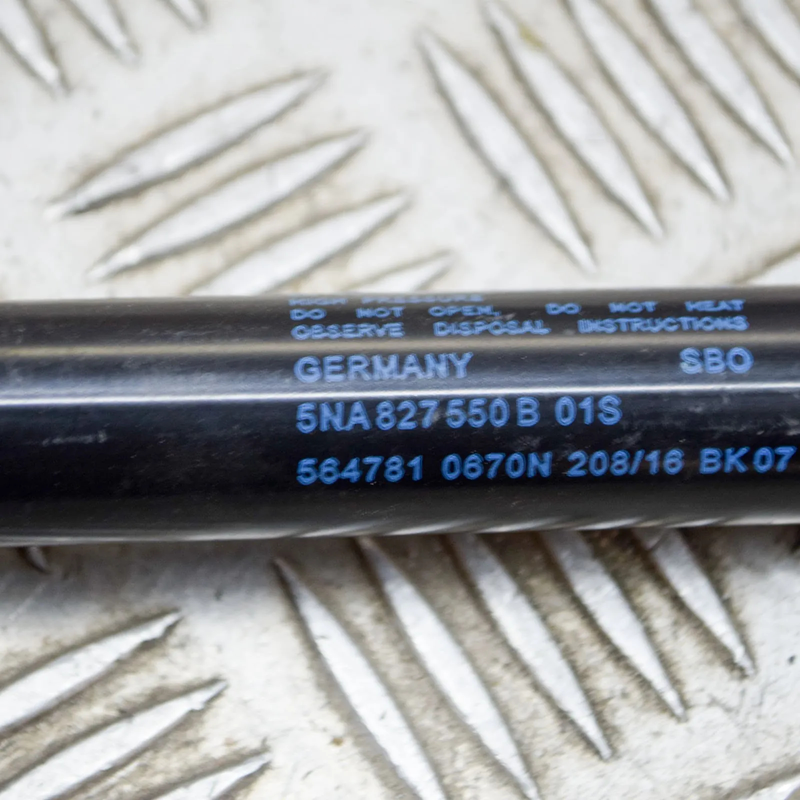 HIGH PRESSURE
DO NOT OPEN. DO NOT HEAT
OBSERVE DISPOSAL INSTRUCTIONS
GERMANY SBO
5NA 827 550 B 01S
564781 0670N 208/16 BK07